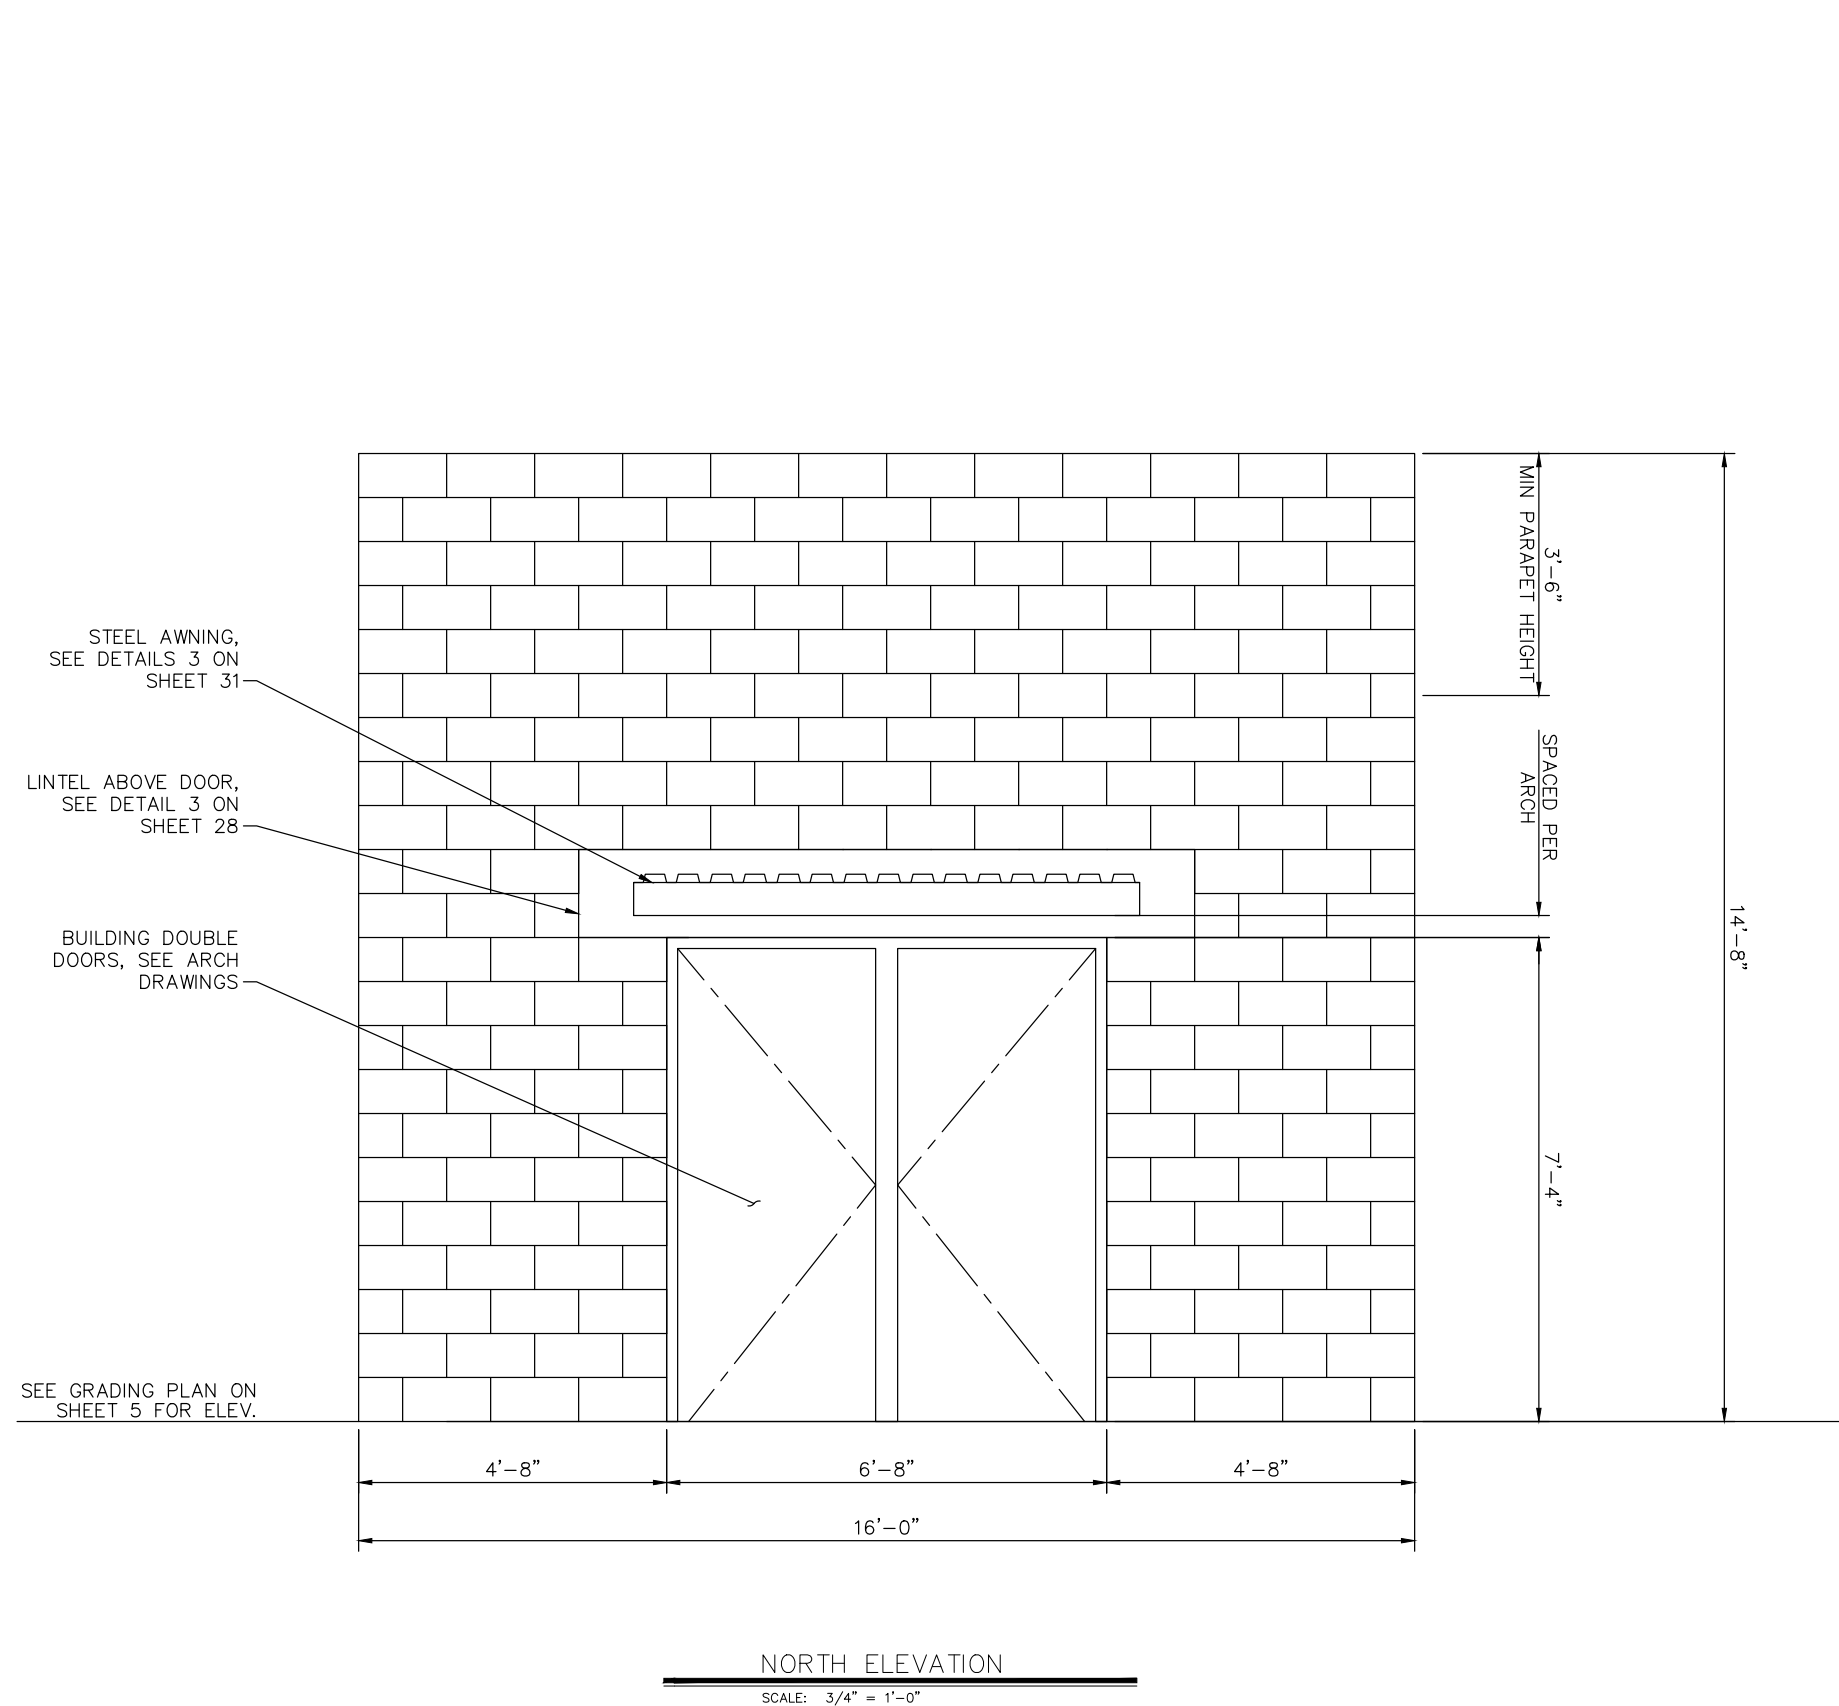 MIN PARAPET HEIGHT
3'-6"
STEEL AWNING,
SEE DETAILS 3 ON
SHEET 31
SPACED PER
ARCH
LINTEL ABOVE DOOR,
SEE DETAIL 3 ON
SHEET 28
14'-8"
BUILDING DOUBLE
DOORS, SEE ARCH
DRAWINGS
7'-4"
SEE GRADING PLAN ON
SHEET 5 FOR ELEV.
4'-8"
6'-8"
4'-8"
16'-0"
NORTH ELEVATION
SCALE: 3/4" = 1'-0"